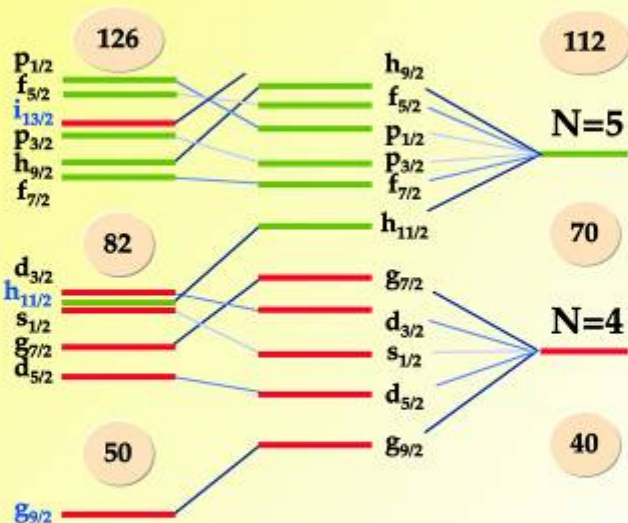 126
p1/2
f5/2
i13/2
p3/2
h9/2
f7/2
82
d3/2
h11/2
s1/2
g7/2
d5/2
50
g9/2
h9/2
f5/2
p1/2
p3/2
f7/2
h11/2
g7/2
d3/2
s1/2
d5/2
g9/2
112
N=5
70
N=4
40